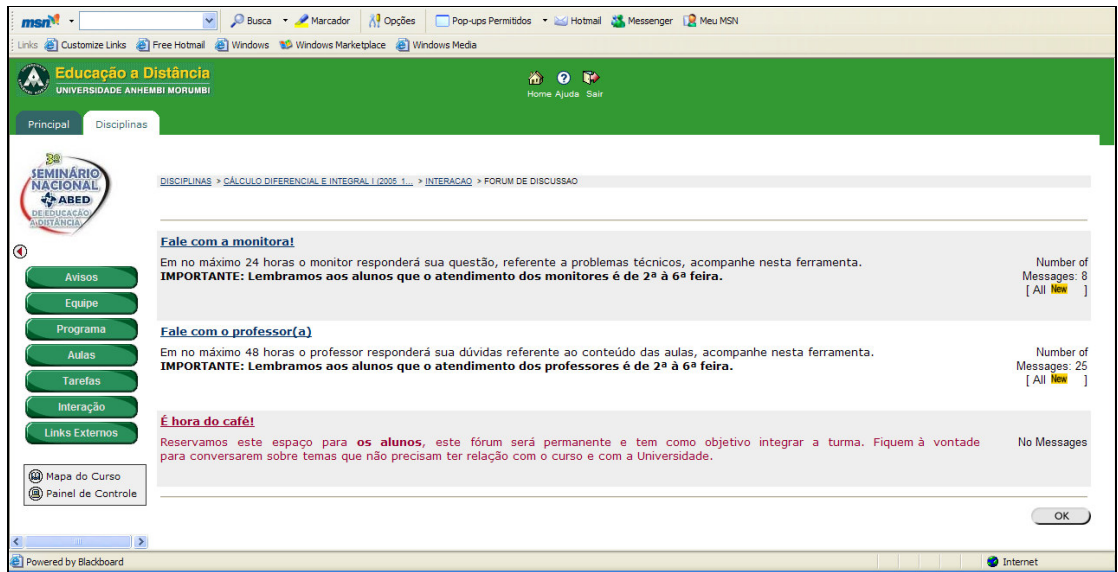 msn Busca Marcador Opções Pop-ups Permitidos Hotmail Messenger Meu MSN
Links Customize Links Free Hotmail Windows Windows Marketplace Windows Media
Educação a Distância
UNIVERSIDADE ANHEMBI MORUMBI
Home Ajuda Sair
Principal Disciplinas
3º
SEMINÁRIO
NACIONAL
ABED
DE EDUCAÇÃO
A DISTÂNCIA
DISCIPLINAS > CÁLCULO DIFERENCIAL E INTEGRAL I (2005_1... > INTERACAO > FORUM DE DISCUSSAO
Avisos
Equipe
Programa
Aulas
Tarefas
Interação
Links Externos
Mapa do Curso
Painel de Controle
Fale com a monitora!
Em no máximo 24 horas o monitor responderá sua questão, referente a problemas técnicos, acompanhe nesta ferramenta.
IMPORTANTE: Lembramos aos alunos que o atendimento dos monitores é de 2ª à 6ª feira.
Number of
Messages: 8
[ All New ]
Fale com o professor(a)
Em no máximo 48 horas o professor responderá sua dúvidas referente ao conteúdo das aulas, acompanhe nesta ferramenta.
IMPORTANTE: Lembramos aos alunos que o atendimento dos professores é de 2ª a 6ª feira.
Number of
Messages: 25
[ All New ]
É hora do café!
Reservamos este espaço para os alunos, este fórum será permanente e tem como objetivo integrar a turma. Fiquem à vontade
para conversarem sobre temas que não precisam ter relação com o curso e com a Universidade.
No Messages
OK
Powered by Blackboard Internet